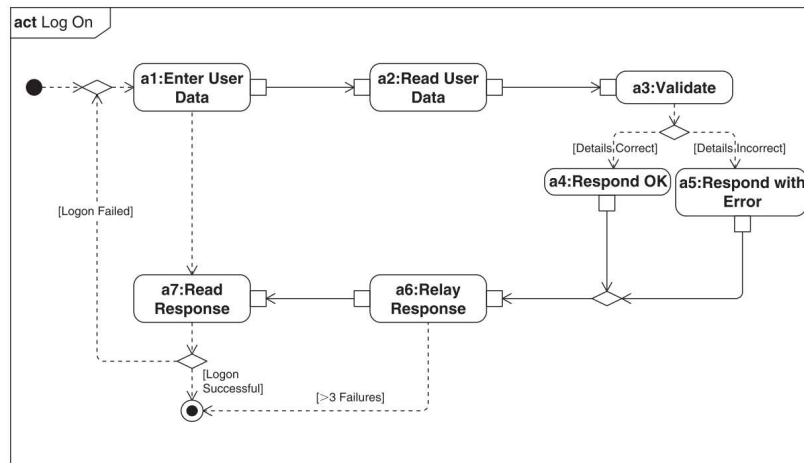 act Log On
a1:Enter User
Data
a2:Read User
Data
a3:Validate
[Details Correct]
[Details Incorrect]
a4:Respond OK
a5:Respond with
Error
[Logon Failed]
a7:Read
Response
a6:Relay
Response
[Logon
Successful]
[>3 Failures]